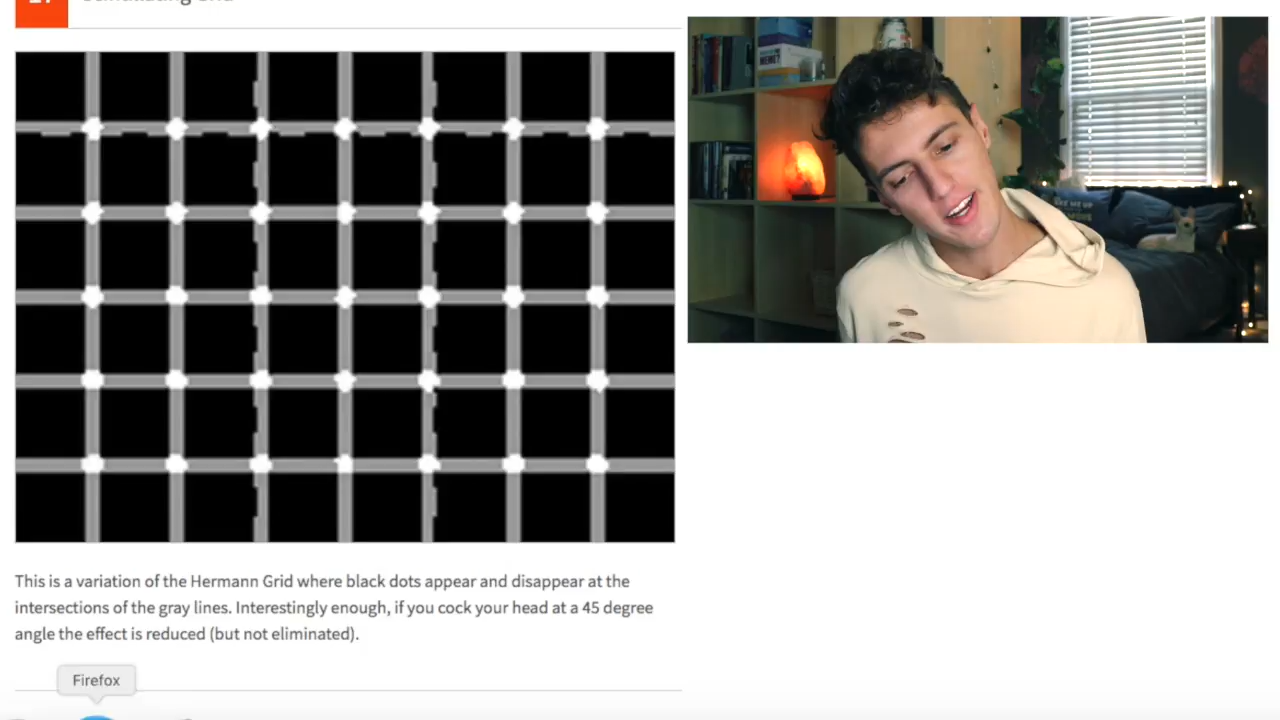 This is a variation of the Hermann Grid where black dots appear and disappear at the
intersections of the gray lines. Interestingly enough, if you cock your head at a 45 degree
angle the effect is reduced (but not eliminated).
Firefox